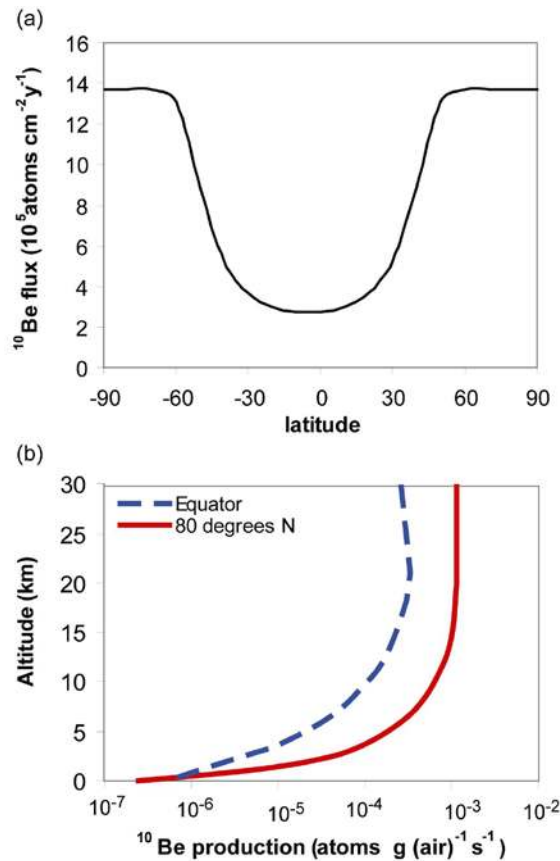 (a)
¹⁰Be flux (10⁵atoms cm⁻²y⁻¹)
16
14
12
10
8
6
4
2
0
-90 -60 -30 0 30 60 90
latitude
(b)
Altitude (km)
30
25
20
15
10
5
0
Equator
80 degrees N
10⁻⁷ 10⁻⁶ 10⁻⁵ 10⁻⁴ 10⁻³ 10⁻²
¹⁰Be production (atoms g (air)⁻¹ s⁻¹)